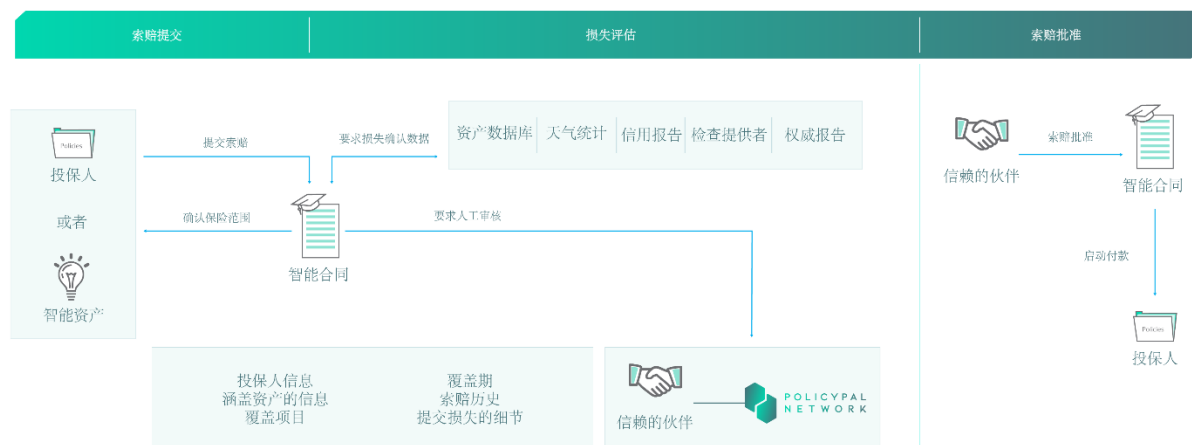 索赔提交
损失评估
索赔批准
Policies
投保人
或者
智能资产
提交索赔
确认保险范围
智能合同
要求损失确认数据
资产数据库 天气统计 信用报告 检查提供者 权威报告
要求人工审核
投保人信息
涵盖资产的信息
覆盖项目
覆盖期
索赔历史
提交损失的细节
信赖的伙伴
POLICYPAL
NETWORK
信赖的伙伴
索赔批准
智能合同
启动付款
Policies
投保人